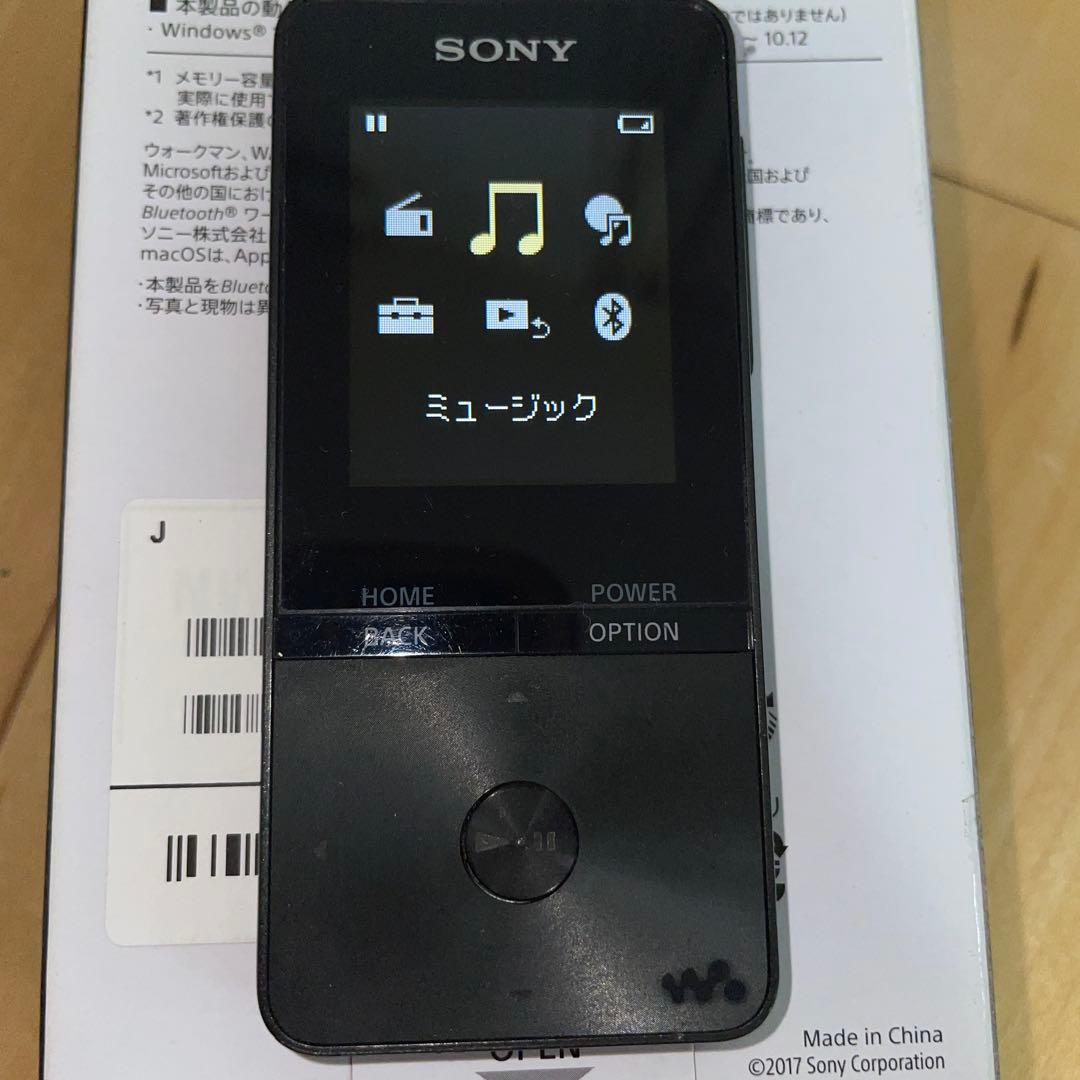 ■ 本製品の動
ではありません)
・Windows®
～ 10.12
*1 メモリー容量
実際に使用
*2 著作権保護
ウォークマン、W
Microsoftおよび
国および
その他の国におけ
Bluetooth® ワー
商標であり、
ソニー株式会社
macOSは、App
・本製品をBluet
・写真と現物は異
SONY
ミュージック
HOME
POWER
BACK
OPTION
J
OPEN
Made in China
©2017 Sony Corporation